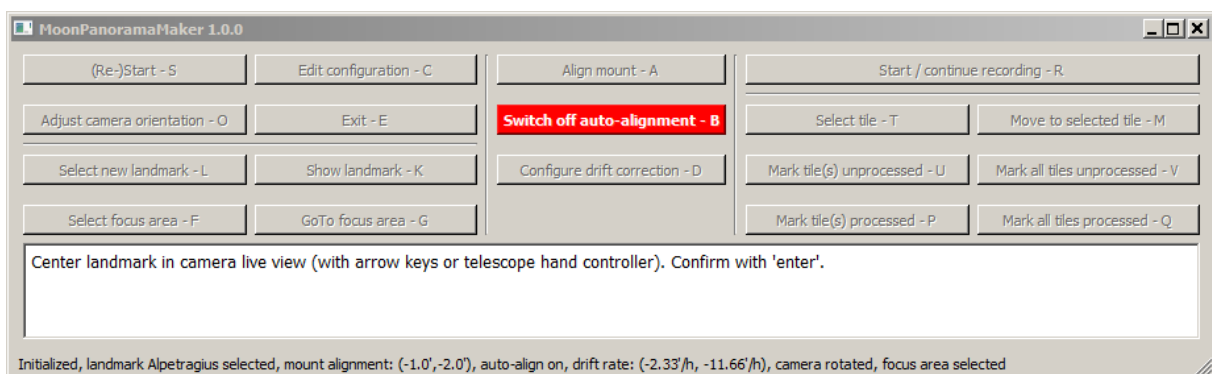 MoonPanoramaMaker 1.0.0
(Re-)Start - S
Edit configuration - C
Align mount - A
Start / continue recording - R
Adjust camera orientation - O
Exit - E
Switch off auto-alignment - B
Select tile - T
Move to selected tile - M
Select new landmark - L
Show landmark - K
Configure drift correction - D
Mark tile(s) unprocessed - U
Mark all tiles unprocessed - V
Select focus area - F
GoTo focus area - G
Mark tile(s) processed - P
Mark all tiles processed - Q
Center landmark in camera live view (with arrow keys or telescope hand controller). Confirm with 'enter'.
Initialized, landmark Alpetragius selected, mount alignment: (-1.0',-2.0'), auto-align on, drift rate: (-2.33'/h, -11.66'/h), camera rotated, focus area selected